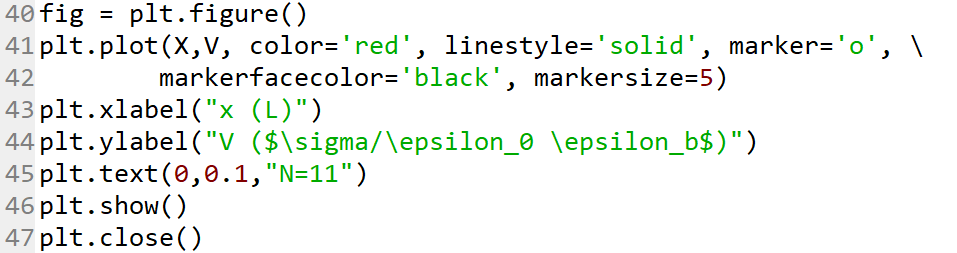 40 fig = plt.figure()
41 plt.plot(X,V, color='red', linestyle='solid', marker='o', \
42         markerfacecolor='black', markersize=5)
43 plt.xlabel("x (L)")
44 plt.ylabel("V ($\sigma/\epsilon_0 \epsilon_b$)")
45 plt.text(0,0.1,"N=11")
46 plt.show()
47 plt.close()